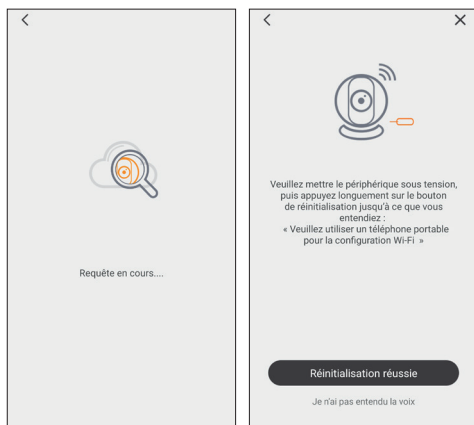 Requête en cours....
Veuillez mettre le périphérique sous tension,
puis appuyez longuement sur le bouton
de réinitialisation jusqu'à ce que vous
entendiez :
« Veuillez utiliser un téléphone portable
pour la configuration Wi-Fi »
Réinitialisation réussie
Je n'ai pas entendu la voix